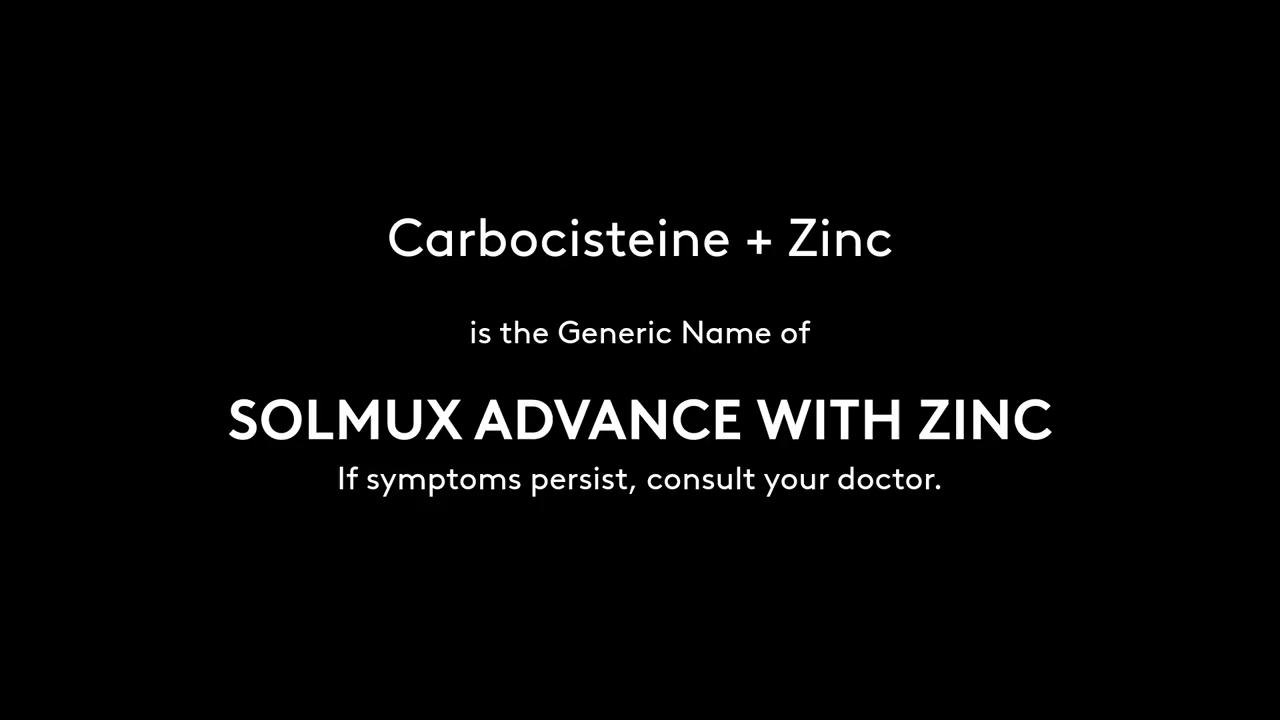 Carbocisteine + Zinc
is the Generic Name of
SOLMUX ADVANCE WITH ZINC
If symptoms persist, consult your doctor.